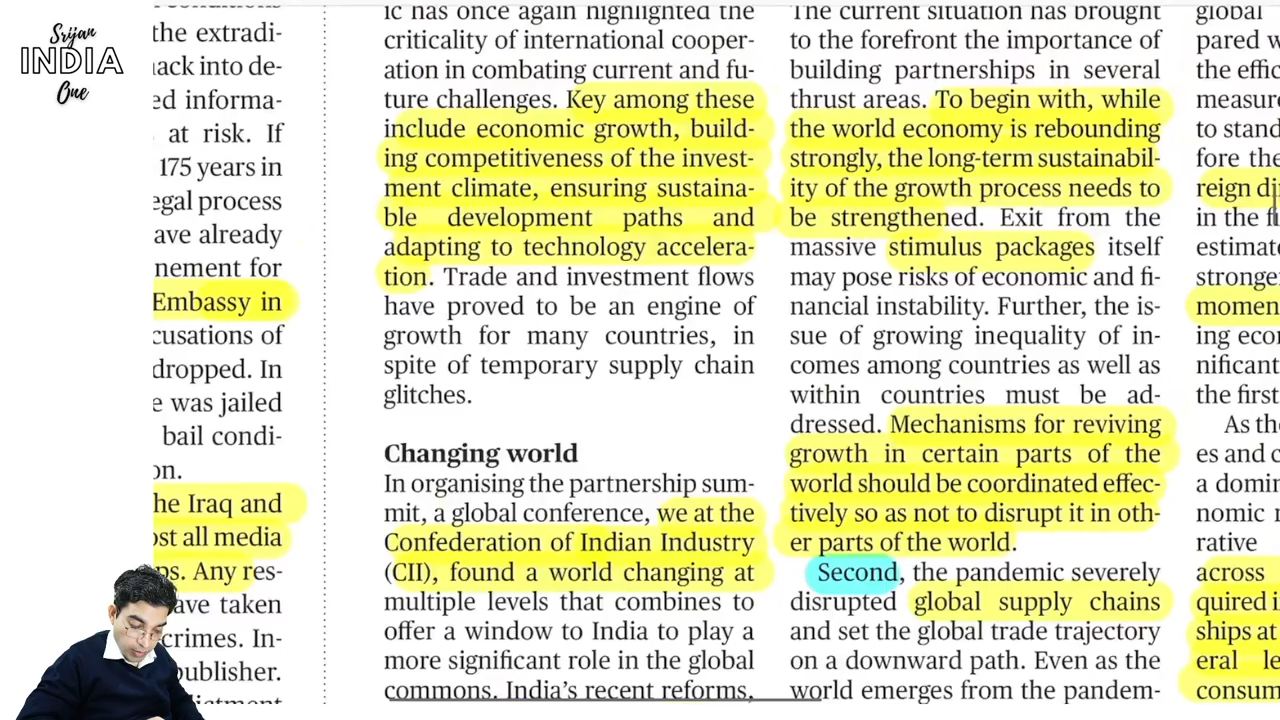 Srijan
INDIA
One
the extradi-
back into de-
ed informa-
at risk. If
175 years in
egal process
ave already
nement for
Embassy in
cusations of
dropped. In
e was jailed
bail condi-
on.
he Iraq and
ost all media
ps. Any res-
ave taken
crimes. In-
publisher.
ic has once again highlighted the
criticality of international cooper-
ation in combating current and fu-
ture challenges. Key among these
include economic growth, build-
ing competitiveness of the invest-
ment climate, ensuring sustaina-
ble development paths and
adapting to technology accelera-
tion. Trade and investment flows
have proved to be an engine of
growth for many countries, in
spite of temporary supply chain
glitches.
Changing world
In organising the partnership sum-
mit, a global conference, we at the
Confederation of Indian Industry
(CII), found a world changing at
multiple levels that combines to
offer a window to India to play a
more significant role in the global
commons. India's recent reforms,
The current situation has brought
to the forefront the importance of
building partnerships in several
thrust areas. To begin with, while
the world economy is rebounding
strongly, the long-term sustainabil-
ity of the growth process needs to
be strengthened. Exit from the
massive stimulus packages itself
may pose risks of economic and fi-
nancial instability. Further, the is-
sue of growing inequality of in-
comes among countries as well as
within countries must be ad-
dressed. Mechanisms for reviving
growth in certain parts of the
world should be coordinated effec-
tively so as not to disrupt it in oth-
er parts of the world.
Second, the pandemic severely
disrupted global supply chains
and set the global trade trajectory
on a downward path. Even as the
world emerges from the pandem-
global
pared w
the effic
measure
to stand
fore the
reign di
in the fi
estimate
stronge
momen
ing eco
nificant
the first
As the
es and c
a domin
nomic r
rative
across
quired i
ships at
eral le
consum